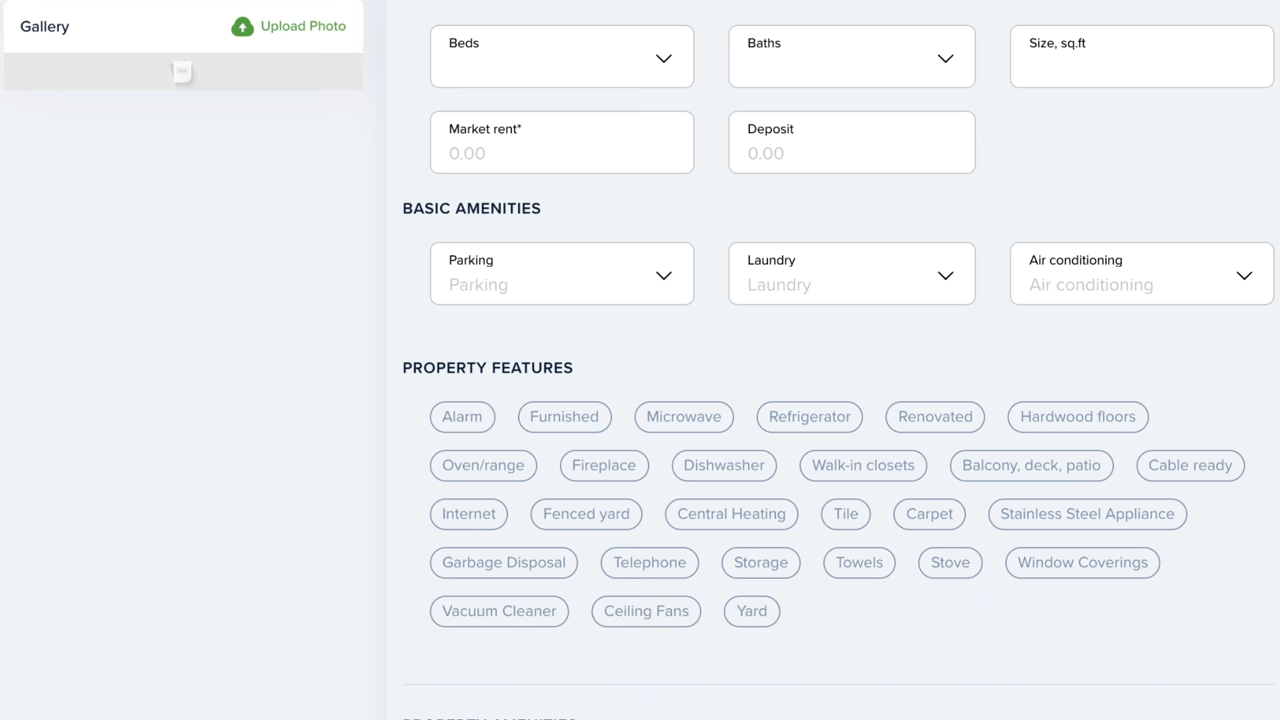 Gallery Upload Photo
Beds Baths Size, sq.ft
Market rent* Deposit
0.00 0.00
BASIC AMENITIES
Parking Laundry Air conditioning
Parking Laundry Air conditioning
PROPERTY FEATURES
Alarm Furnished Microwave Refrigerator Renovated Hardwood floors
Oven/range Fireplace Dishwasher Walk-in closets Balcony, deck, patio Cable ready
Internet Fenced yard Central Heating Tile Carpet Stainless Steel Appliance
Garbage Disposal Telephone Storage Towels Stove Window Coverings
Vacuum Cleaner Ceiling Fans Yard